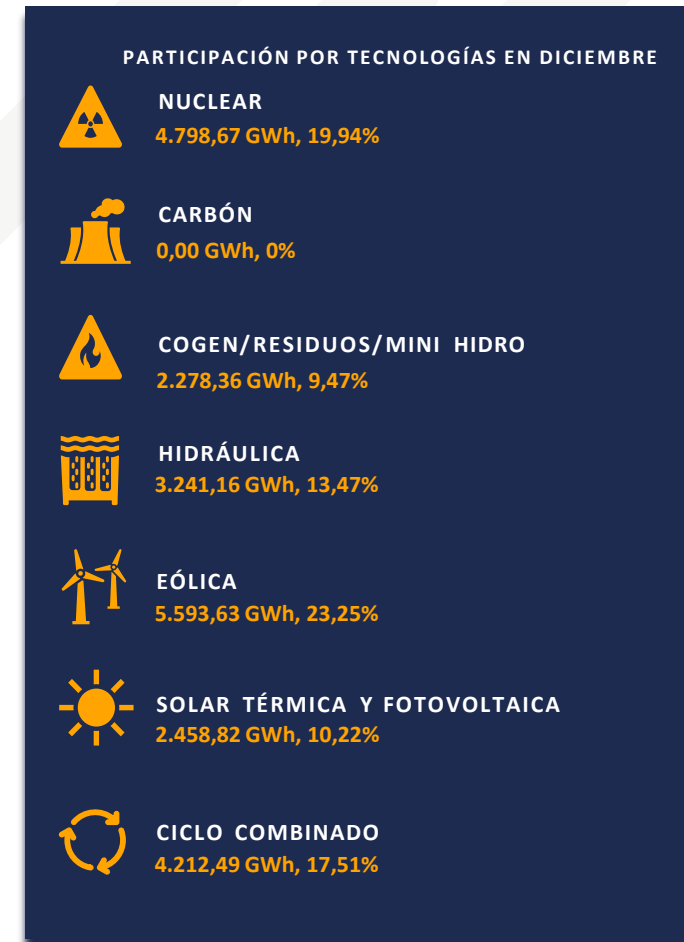 PARTICIPACIÓN POR TECNOLOGÍAS EN DICIEMBRE
NUCLEAR
4.798,67 GWh, 19,94%
CARBÓN
0,00 GWh, 0%
COGEN/RESIDUOS/MINI HIDRO
2.278,36 GWh, 9,47%
HIDRÁULICA
3.241,16 GWh, 13,47%
EÓLICA
5.593,63 GWh, 23,25%
SOLAR TÉRMICA Y FOTOVOLTAICA
2.458,82 GWh, 10,22%
CICLO COMBINADO
4.212,49 GWh, 17,51%